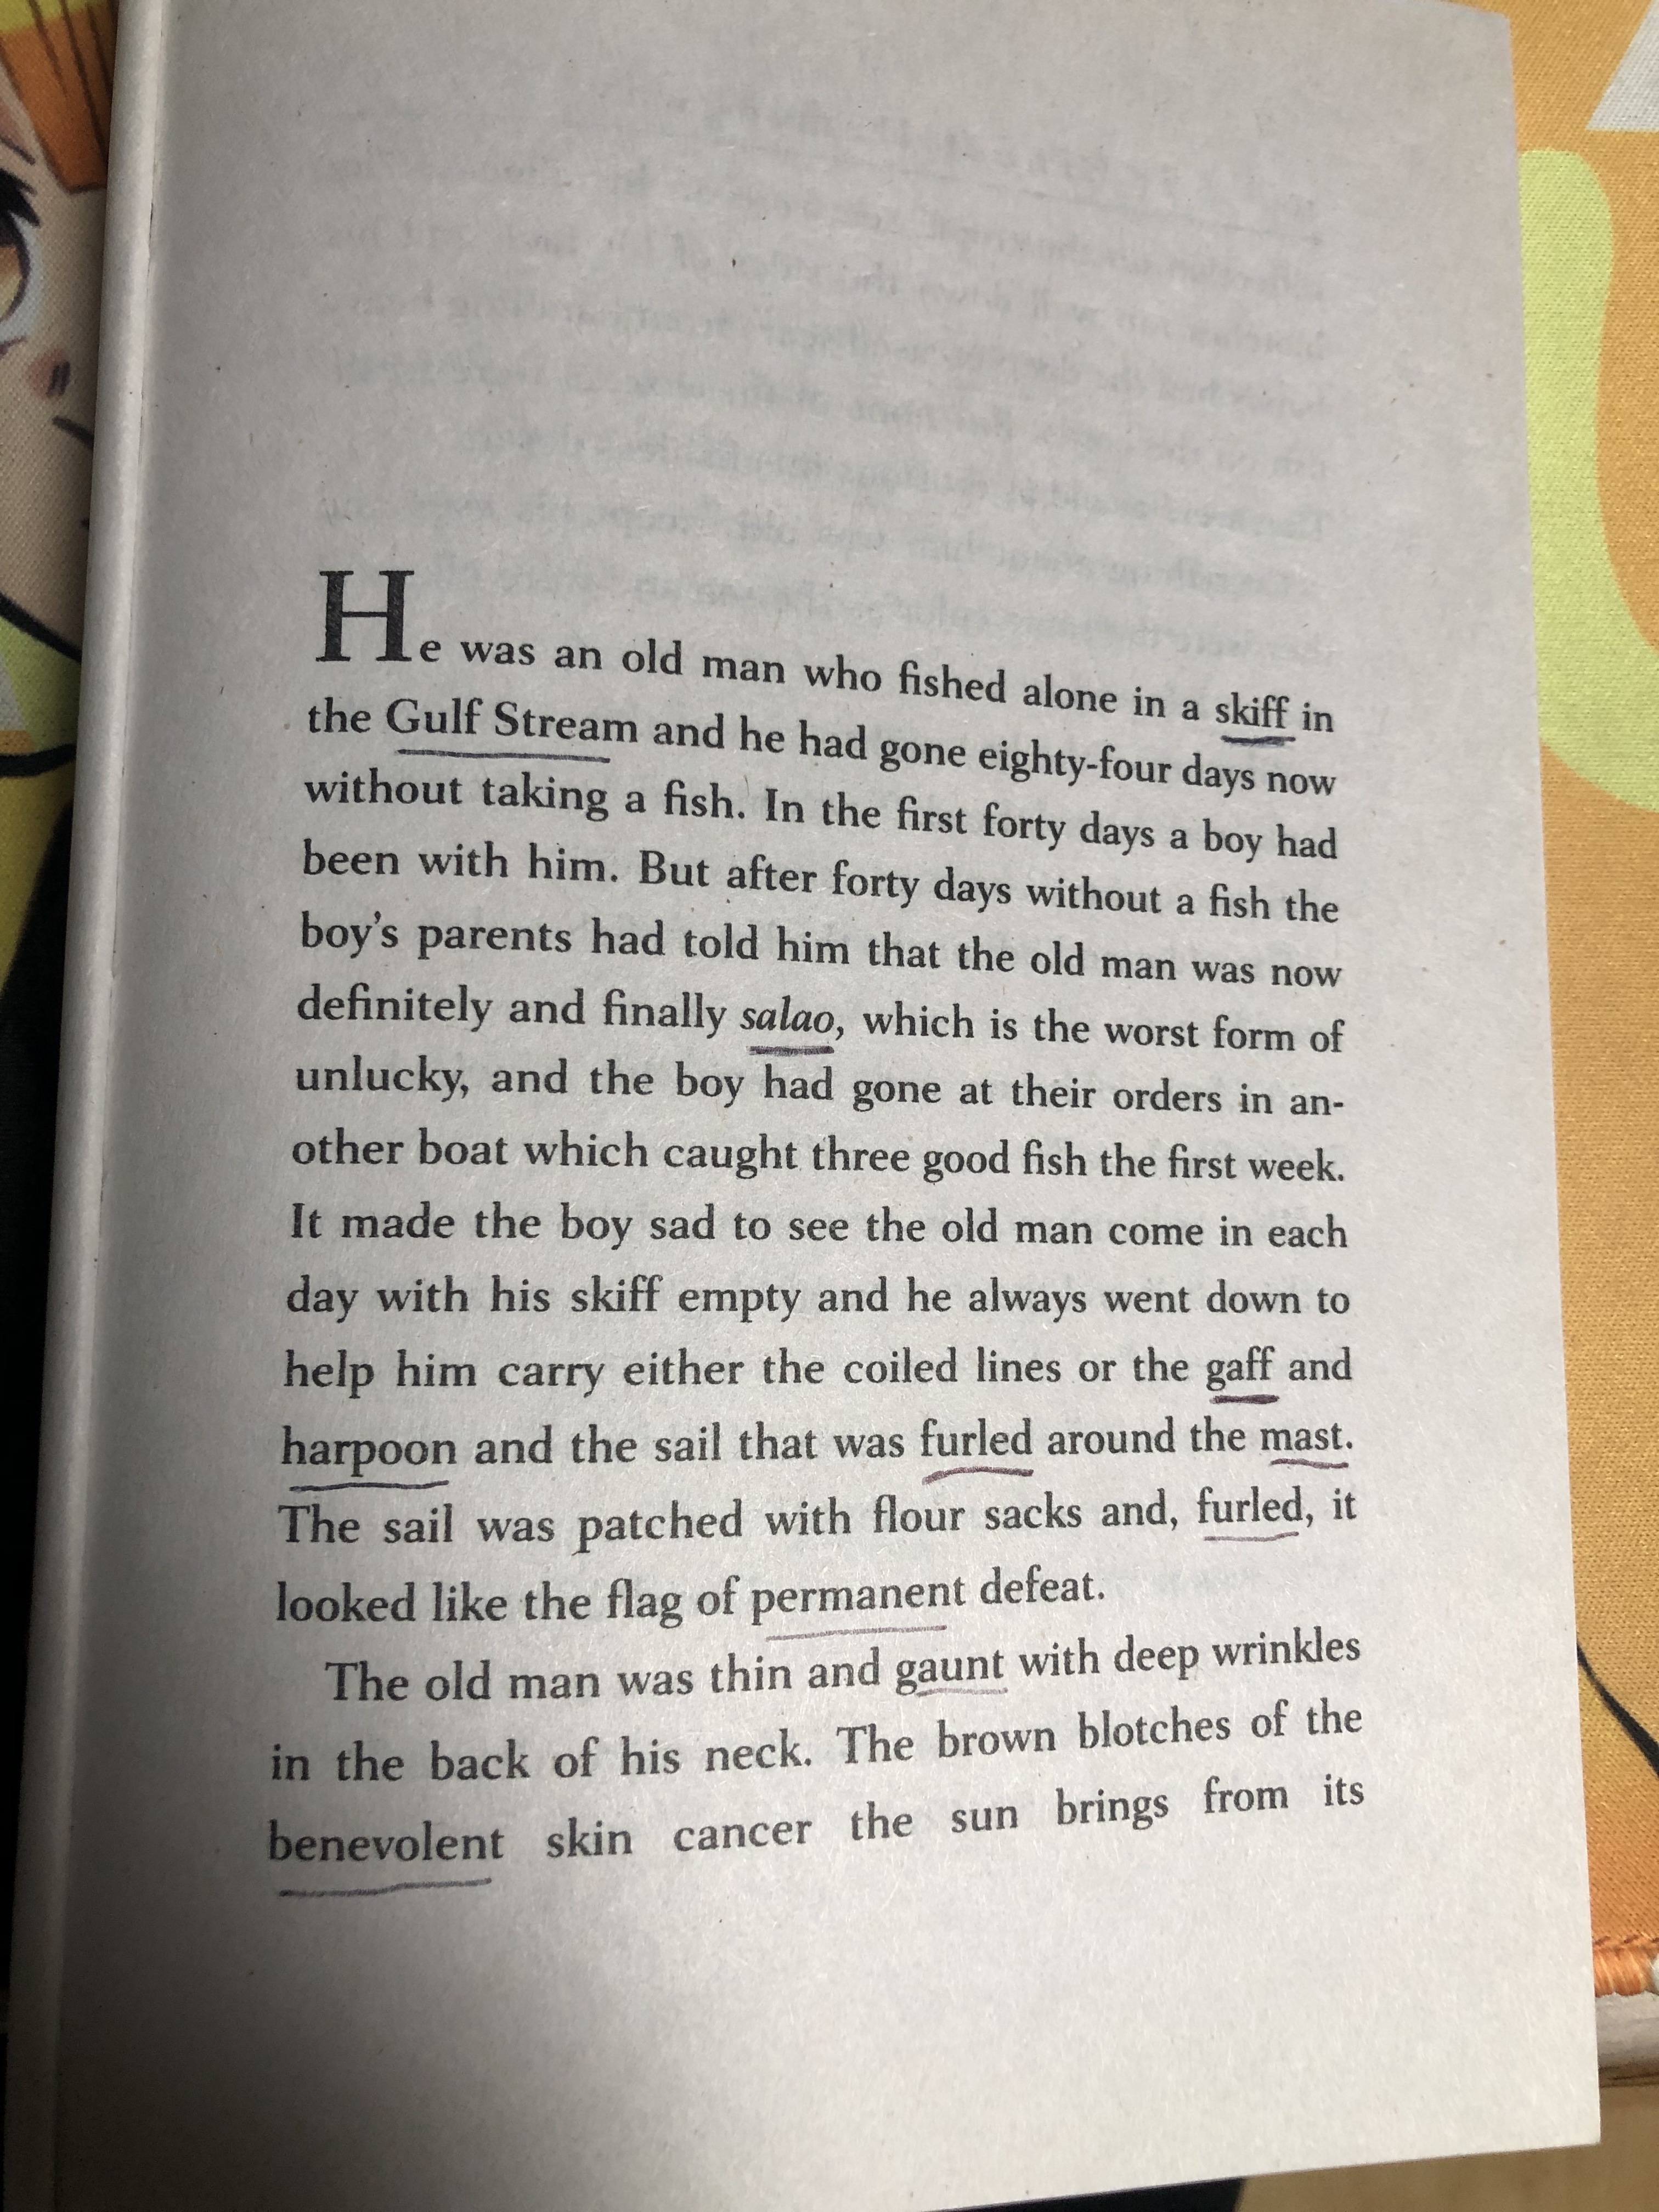 He was an old man who fished alone in a skiff in
the Gulf Stream and he had gone eighty-four days now
without taking a fish. In the first forty days a boy had
been with him. But after forty days without a fish the
boy’s parents had told him that the old man was now
definitely and finally salao, which is the worst form of
unlucky, and the boy had gone at their orders in an-
other boat which caught three good fish the first week.
It made the boy sad to see the old man come in each
day with his skiff empty and he always went down to
help him carry either the coiled lines or the gaff and
harpoon and the sail that was furled around the mast.
The sail was patched with flour sacks and, furled, it
looked like the flag of permanent defeat.
The old man was thin and gaunt with deep wrinkles
in the back of his neck. The brown blotches of the
benevolent skin cancer the sun brings from its